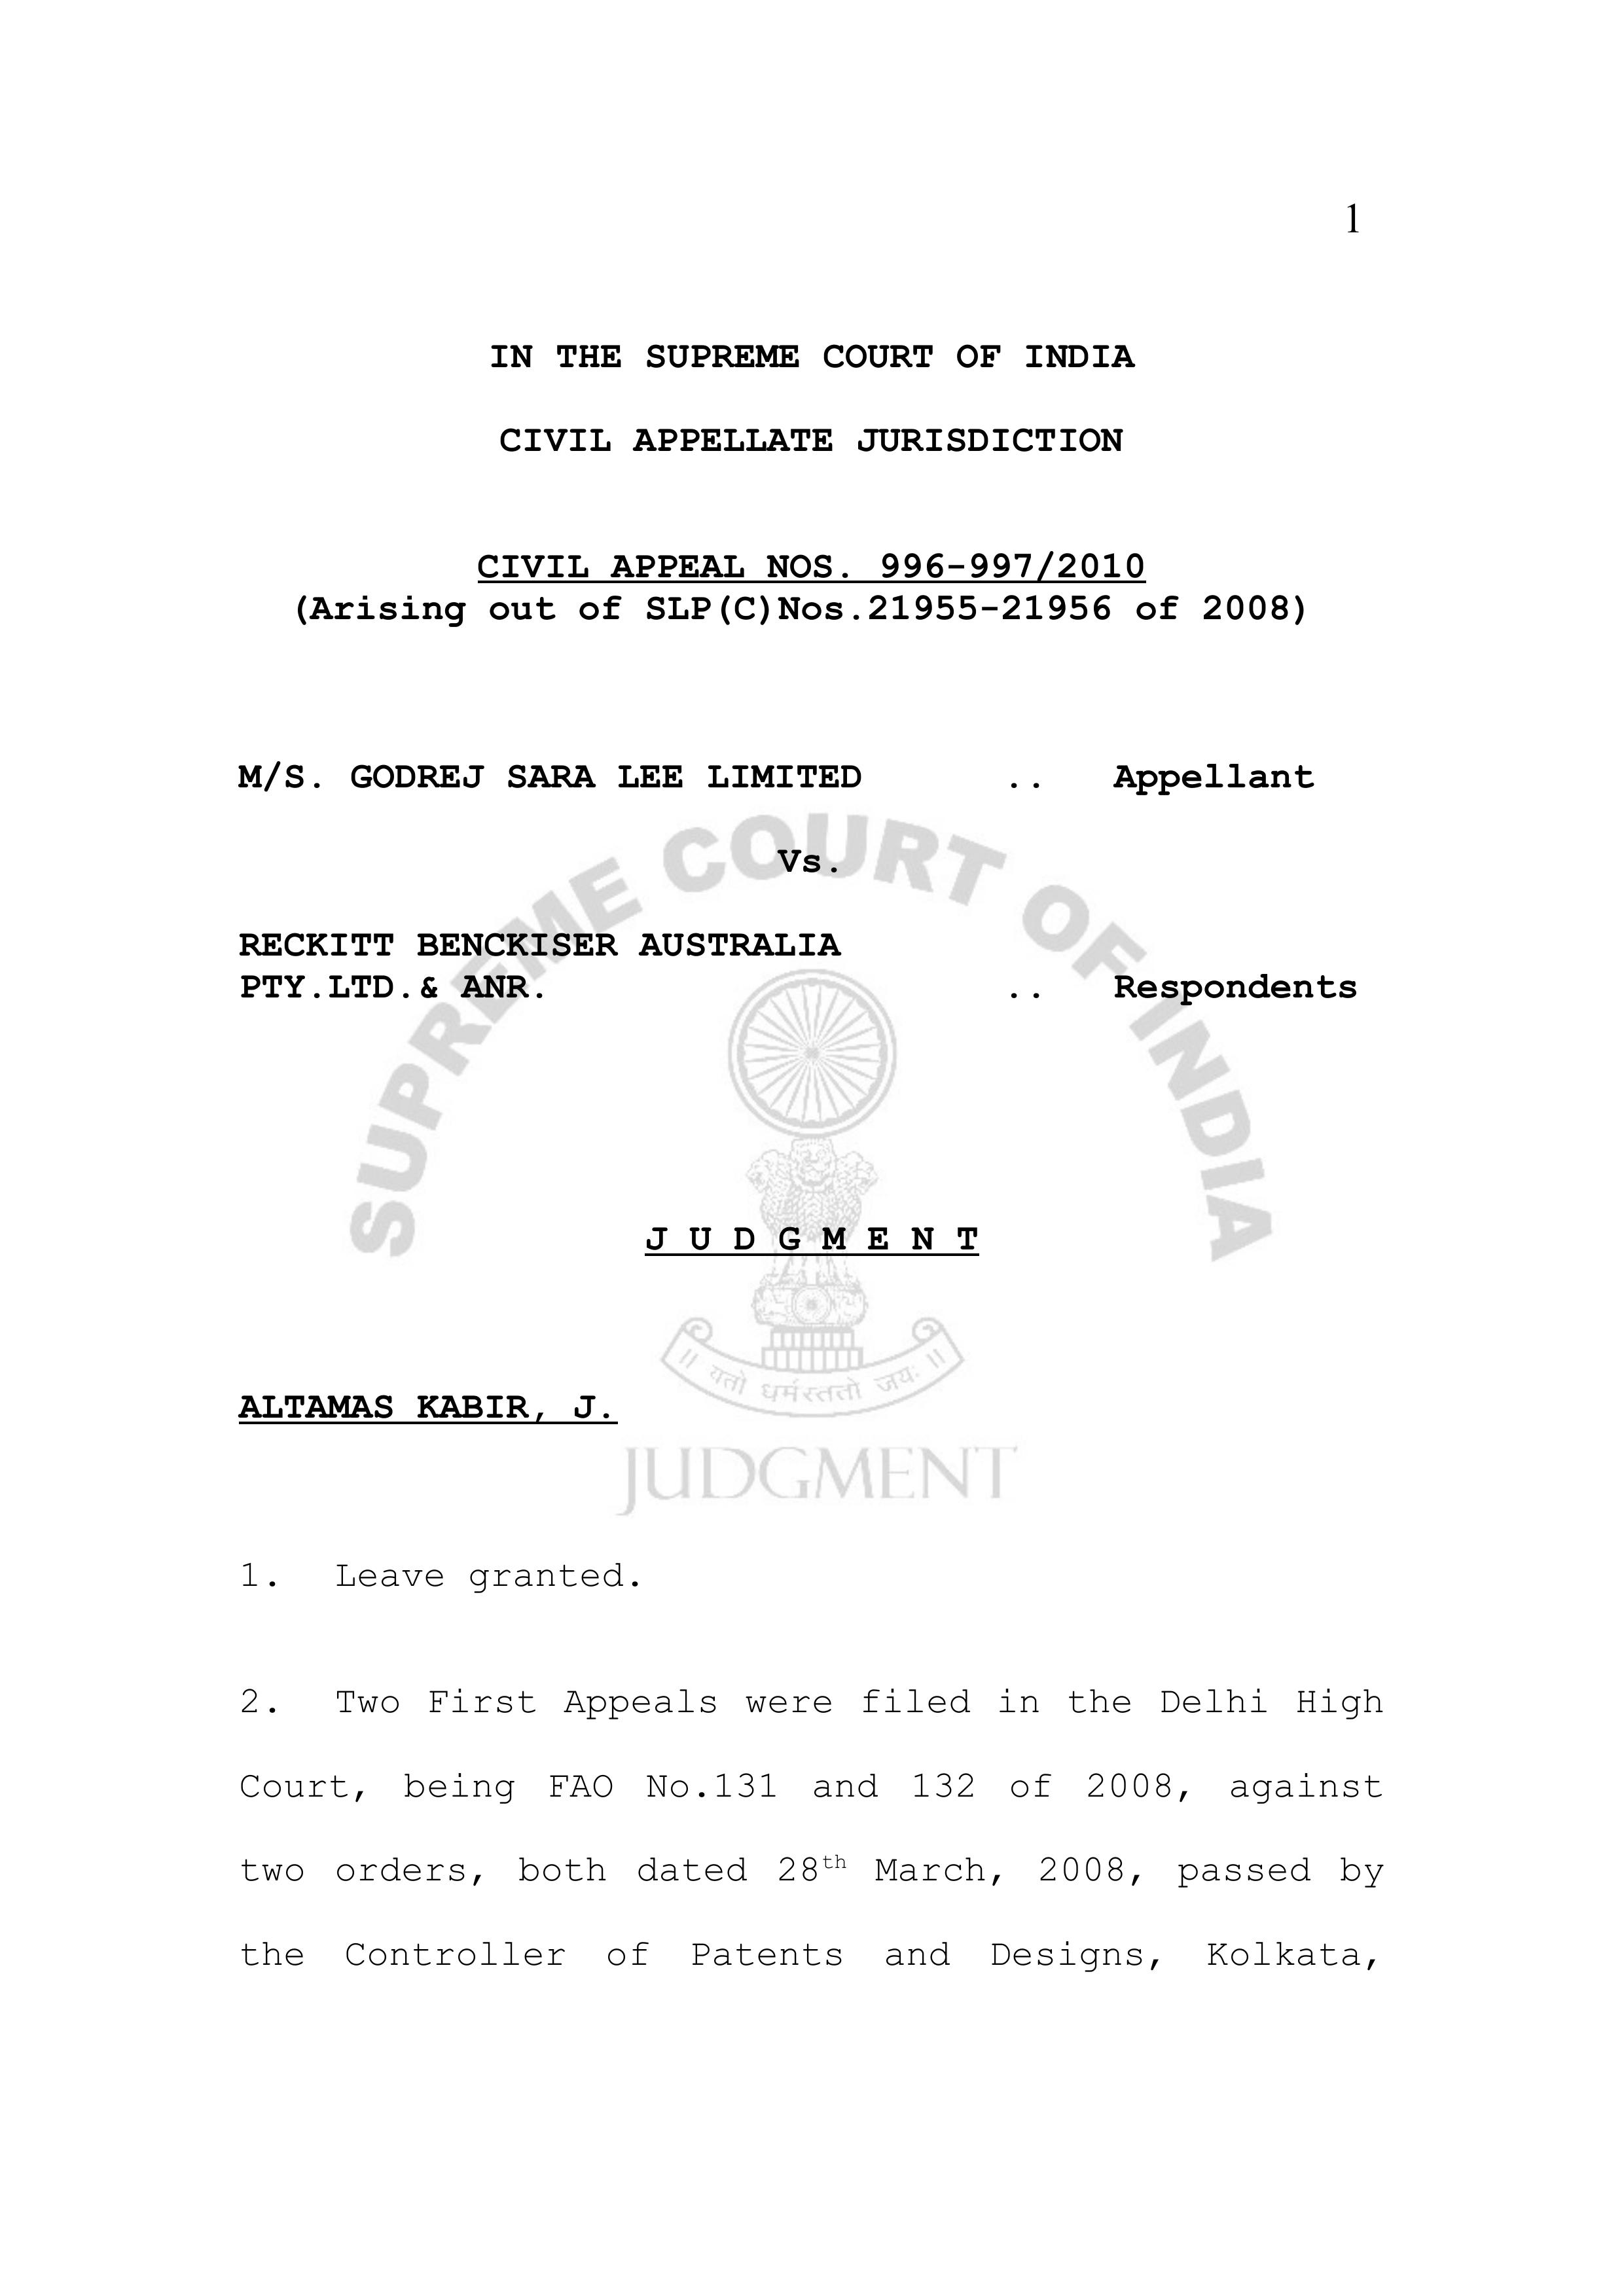 1
IN THE SUPREME COURT OF INDIA
CIVIL APPELLATE JURISDICTION
CIVIL APPEAL NOS. 996-997/2010
(Arising out of SLP(C)Nos.21955-21956 of 2008)
M/S. GODREJ SARA LEE LIMITED .. Appellant
Vs.
RECKITT BENCKISER AUSTRALIA
PTY.LTD.& ANR. .. Respondents
SUPREME COURT OF INDIA
J U D G M E N T
॥ यतो धर्मस्ततो जयः ॥
ALTAMAS KABIR, J.
JUDGMENT
1. Leave granted.
2. Two First Appeals were filed in the Delhi High
Court, being FAO No.131 and 132 of 2008, against
two orders, both dated 28th March, 2008, passed by
the Controller of Patents and Designs, Kolkata,